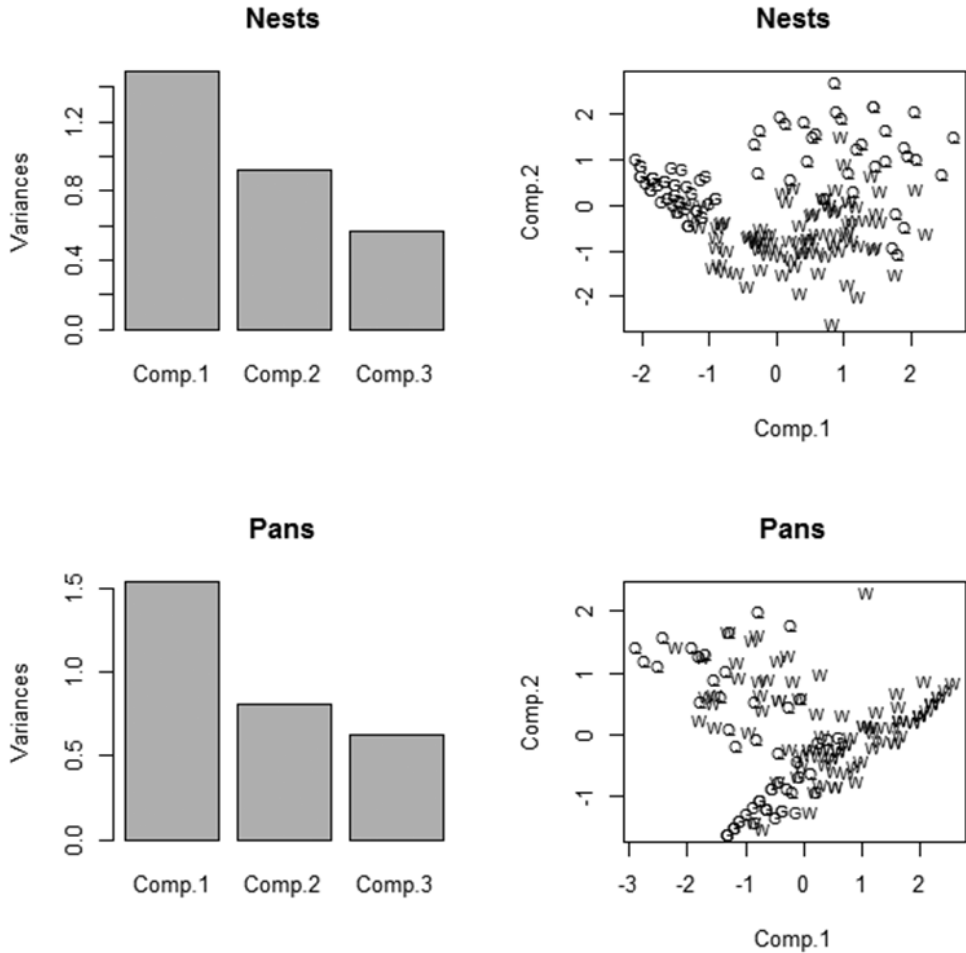 Nests
Variances
0.0 0.4 0.8 1.2
Comp.1 Comp.2 Comp.3
Nests
Comp.2
-2 -1 0 1 2
-2 -1 0 1 2
Comp.1
Pans
Variances
0.0 0.5 1.0 1.5
Comp.1 Comp.2 Comp.3
Pans
Comp.2
-1 0 1 2
-3 -2 -1 0 1 2
Comp.1